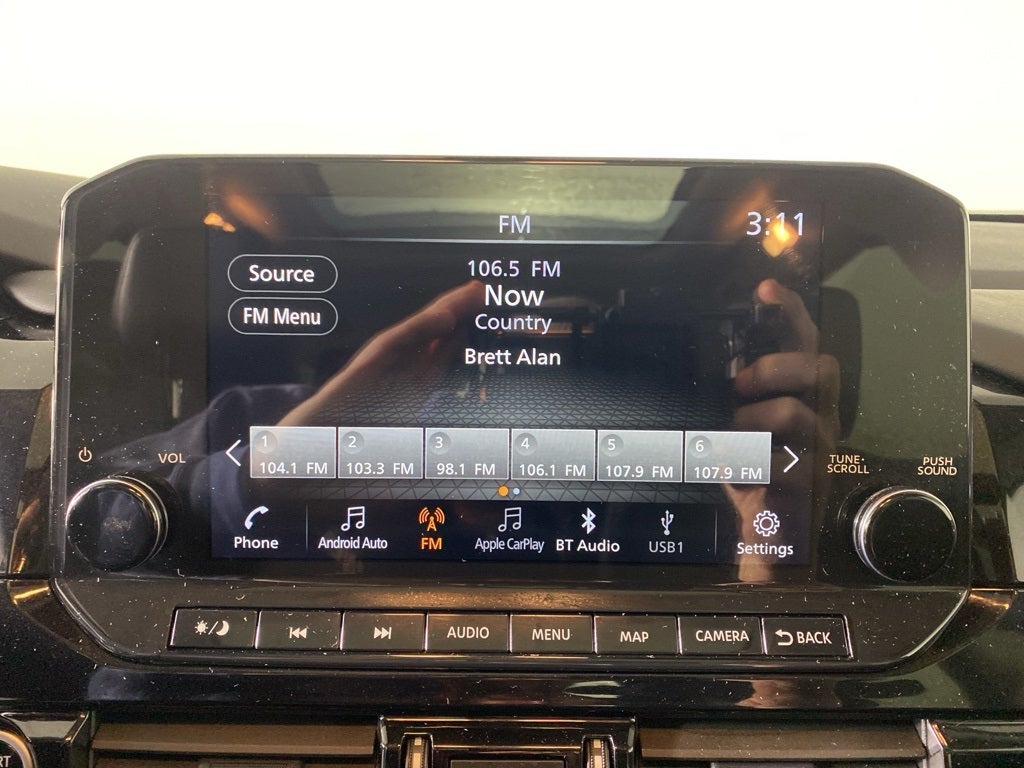 FM
3:11
Source
106.5 FM
Now
FM Menu
Country
Brett Alan
1 2 3 4 5 6
104.1 FM 103.3 FM 98.1 FM 106.1 FM 107.9 FM 107.9 FM
VOL
TUNE·
SCROLL
PUSH
SOUND
Phone Android Auto FM Apple CarPlay BT Audio USB1 Settings
AUDIO MENU MAP CAMERA BACK